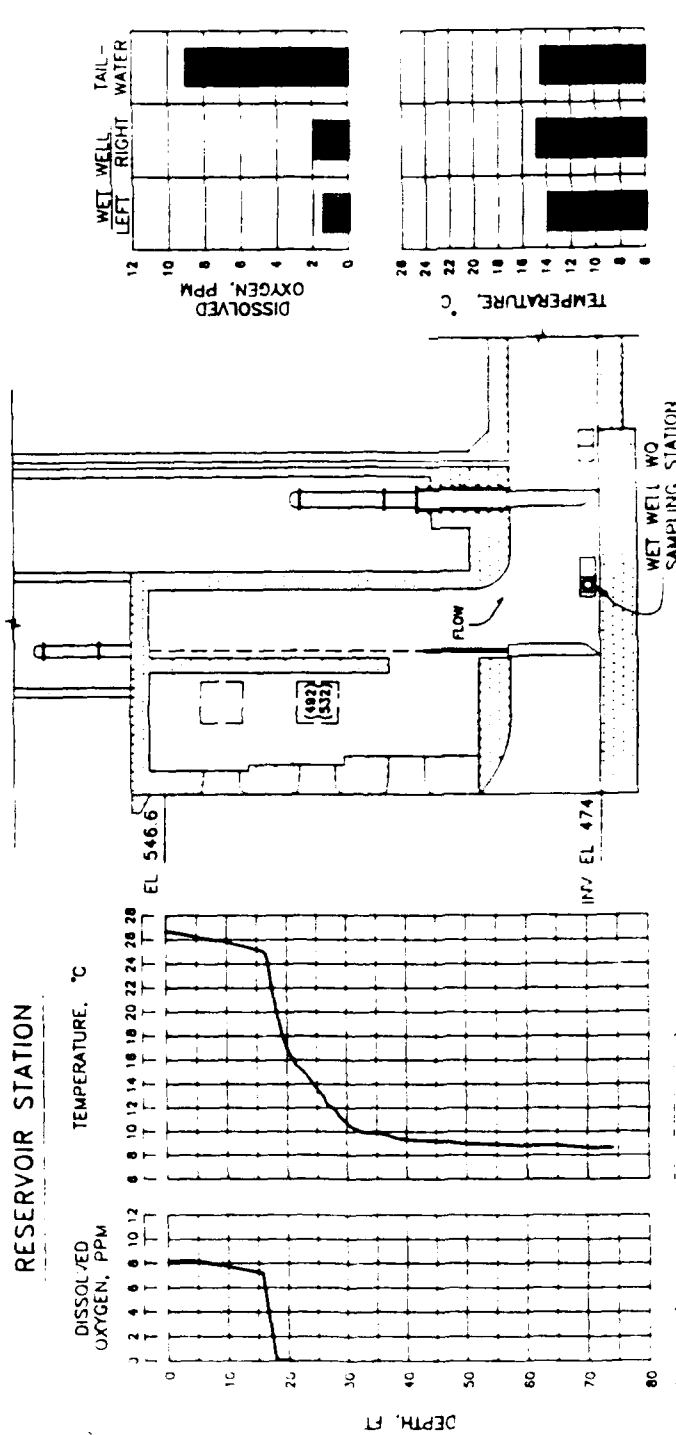 RESERVOIR STATION
DISSOLVED
OXYGEN, PPM
TEMPERATURE, °C
0 2 4 6 8 10 12
6 8 10 12 14 16 18 20 22 24 26 28
DEPTH, FT
0
10
20
30
40
50
60
70
80
EL 546.6
INV EL 474
(492)
(532)
FLOW
WET WELL WQ
SAMPLING STATION
WET WELL
LEFT
RIGHT
TAIL-
WATER
DISSOLVED
OXYGEN, PPM
12
10
8
6
4
2
0
TEMPERATURE, °C
26
24
22
20
18
16
14
12
10
8
6